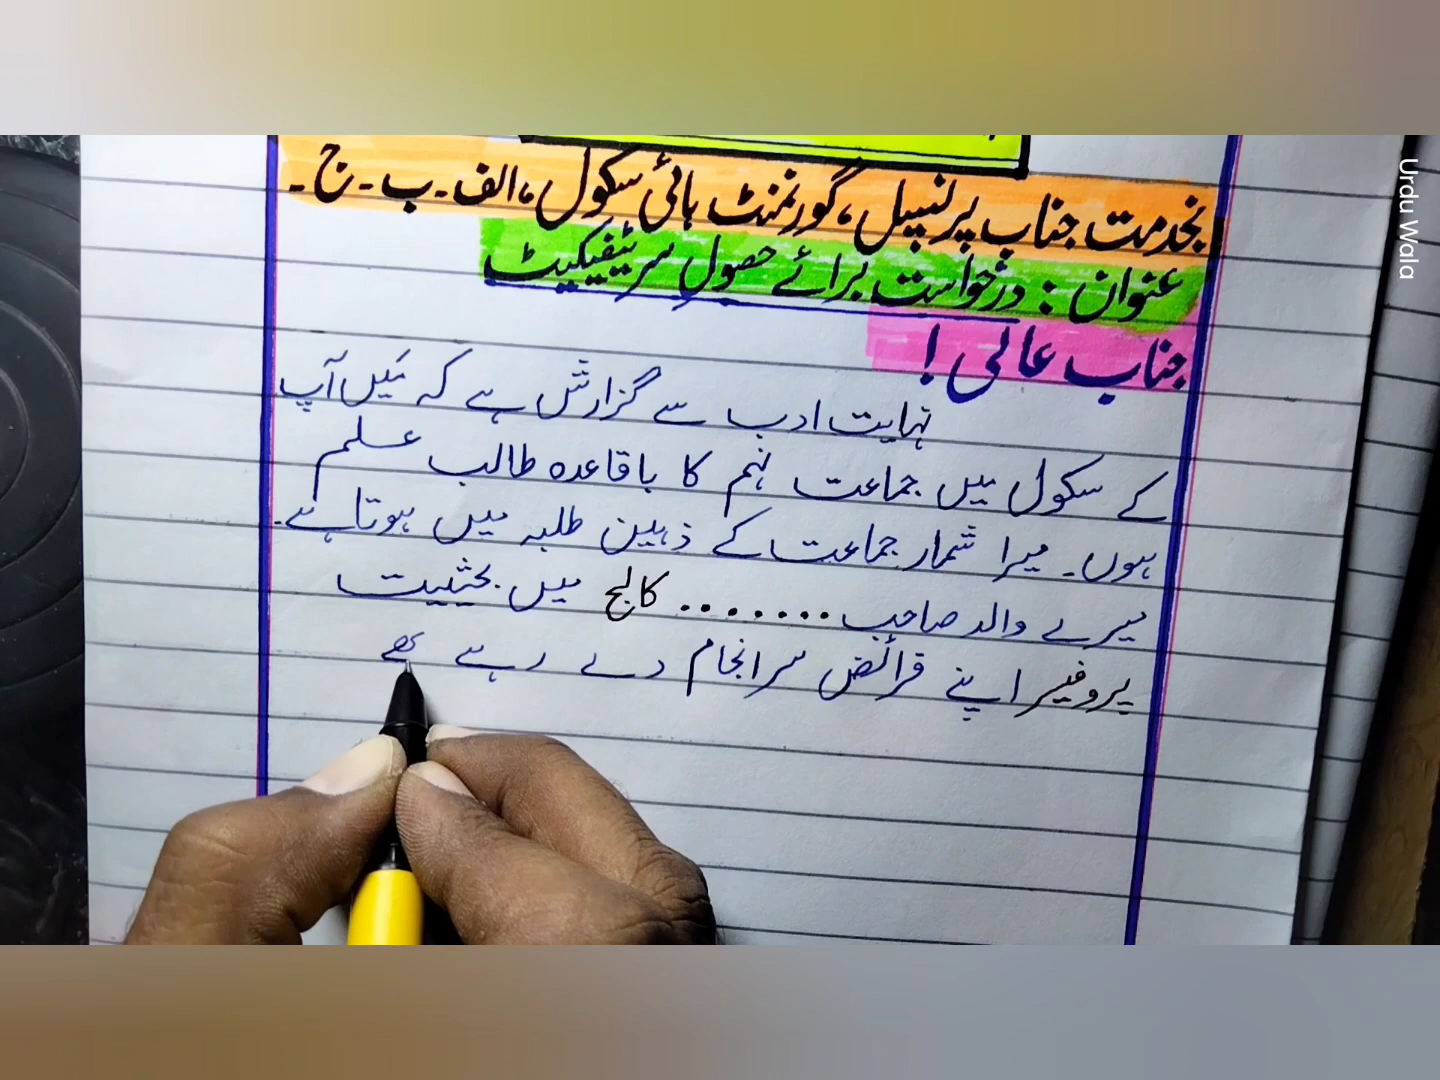 بخدمت جناب پرنسپل، گورنمنٹ ہائی سکول، الف۔ب۔ج۔
عنوان : درخواست برائے حصول سرٹیفیکیٹ
جناب عالی !
نہایت ادب سے گزارش ہے کہ مَیں آپ
کے سکول میں جماعت نہم کا باقاعدہ طالب علم
ہوں۔ میرا شمار جماعت کے ذہین طلبہ میں ہوتا ہے۔
میرے والد صاحب ........ کالج میں بحیثیت
پروفیسر اپنے فرائض سرانجام دے رہے تھے
Urdu Wala